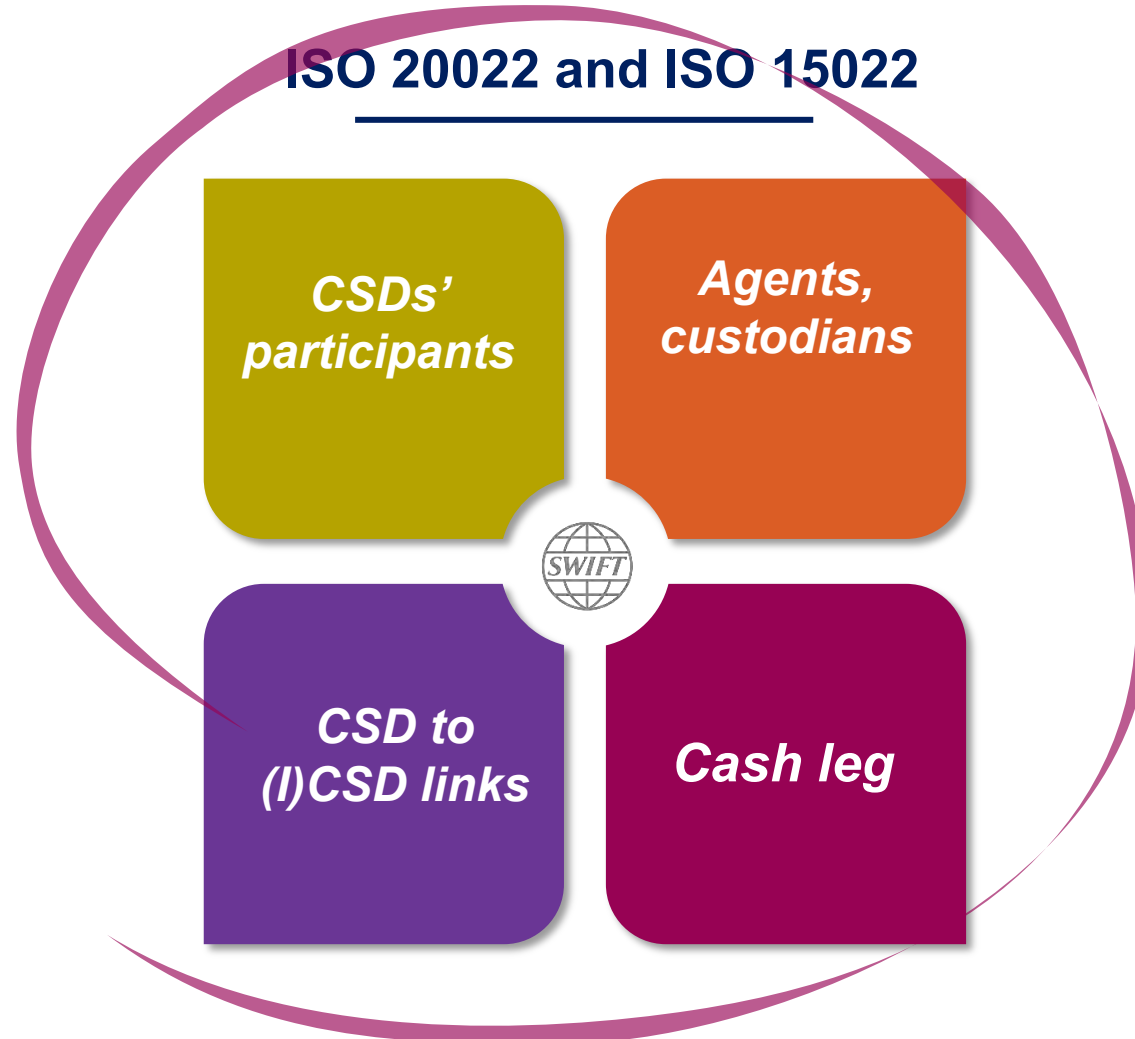 ISO 20022 and ISO 15022
CSDs’
participants
Agents,
custodians
SWIFT
CSD to
(I)CSD links
Cash leg